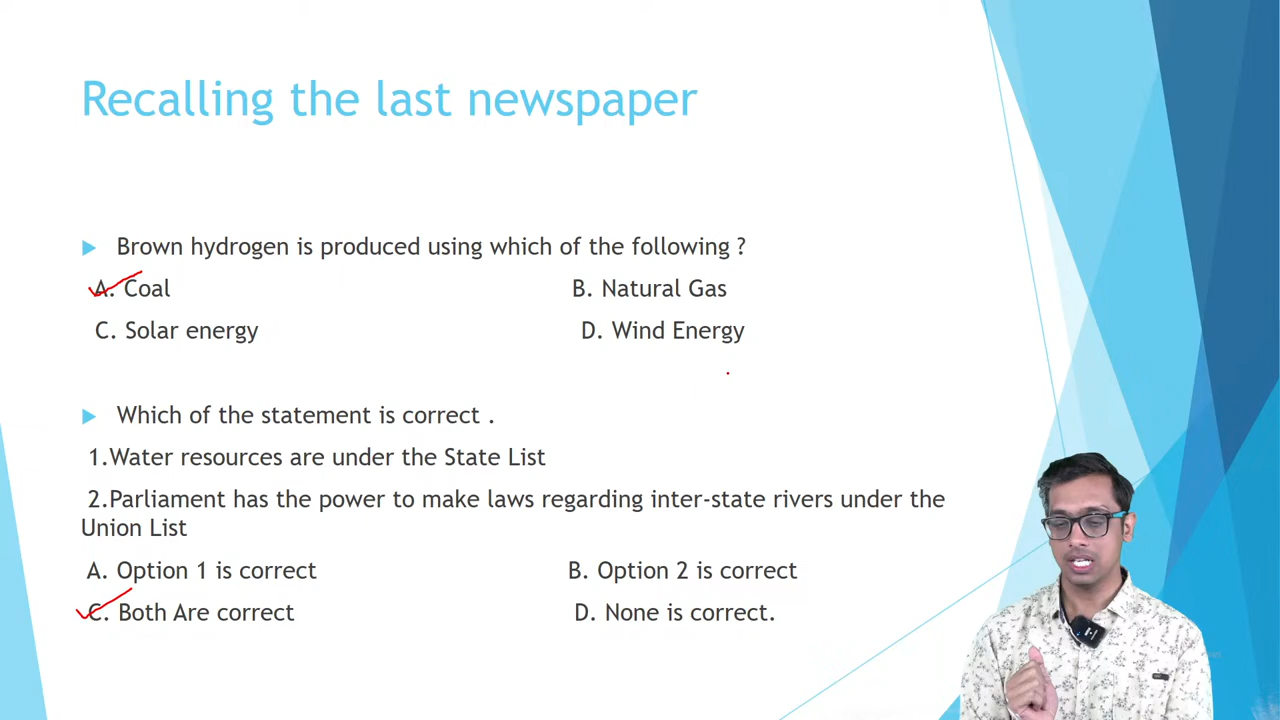 Recalling the last newspaper
Brown hydrogen is produced using which of the following ?
A. Coal B. Natural Gas
C. Solar energy D. Wind Energy
Which of the statement is correct .
1.Water resources are under the State List
2.Parliament has the power to make laws regarding inter-state rivers under the
Union List
A. Option 1 is correct B. Option 2 is correct
C. Both Are correct D. None is correct.